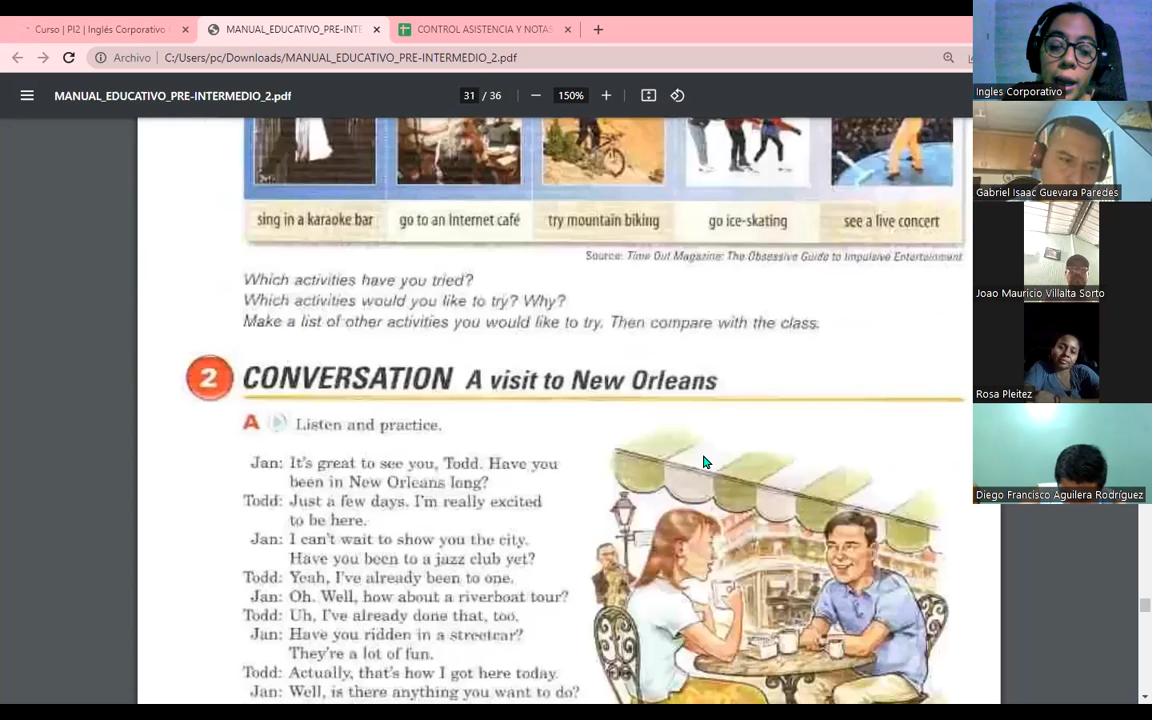 Curso | PI2 | Inglés Corporativo
MANUAL_EDUCATIVO_PRE-INTE
CONTROL ASISTENCIA Y NOTAS
Archivo
C:/Users/pc/Downloads/MANUAL_EDUCATIVO_PRE-INTERMEDIO_2.pdf
MANUAL_EDUCATIVO_PRE-INTERMEDIO_2.pdf
31 / 36
150%
sing in a karaoke bar
go to an Internet café
try mountain biking
go ice-skating
see a live concert
Source: Time Out Magazine: The Obsessive Guide to Impulsive Entertainment
Which activities have you tried?
Which activities would you like to try? Why?
Make a list of other activities you would like to try. Then compare with the class.
2 CONVERSATION A visit to New Orleans
A Listen and practice.
Jan: It's great to see you, Todd. Have you
been in New Orleans long?
Todd: Just a few days. I'm really excited
to be here.
Jan: I can't wait to show you the city.
Have you been to a jazz club yet?
Todd: Yeah, I've already been to one.
Jan: Oh. Well, how about a riverboat tour?
Todd: Uh, I've already done that, too.
Jan: Have you ridden in a streetcar?
They're a lot of fun.
Todd: Actually, that's how I got here today.
Jan: Well, is there anything you want to do?
Ingles Corporativo
Gabriel Isaac Guevara Paredes
Joao Mauricio Villalta Sorto
Rosa Pleitez
Diego Francisco Aguilera Rodríguez